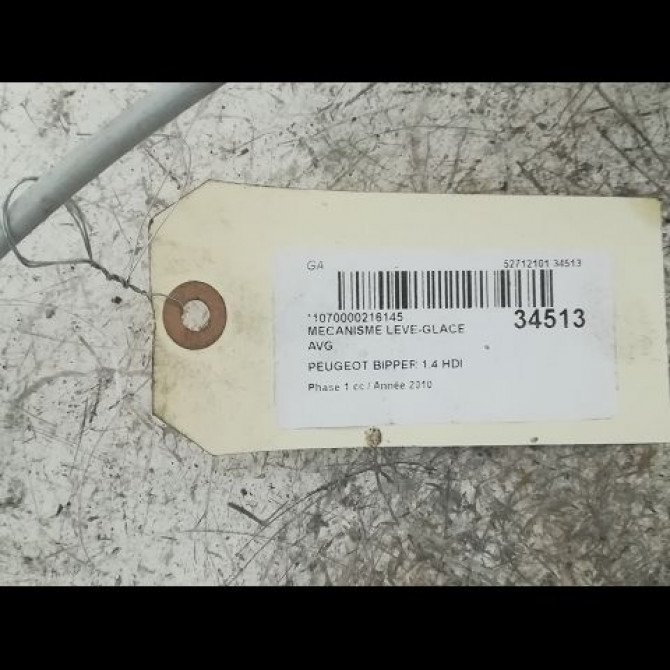 GA 52712101 34513
*1070000216145 34513
MECANISME LEVE-GLACE
AVG
PEUGEOT BIPPER 1.4 HDI
Phase 1 cc / Année 2010